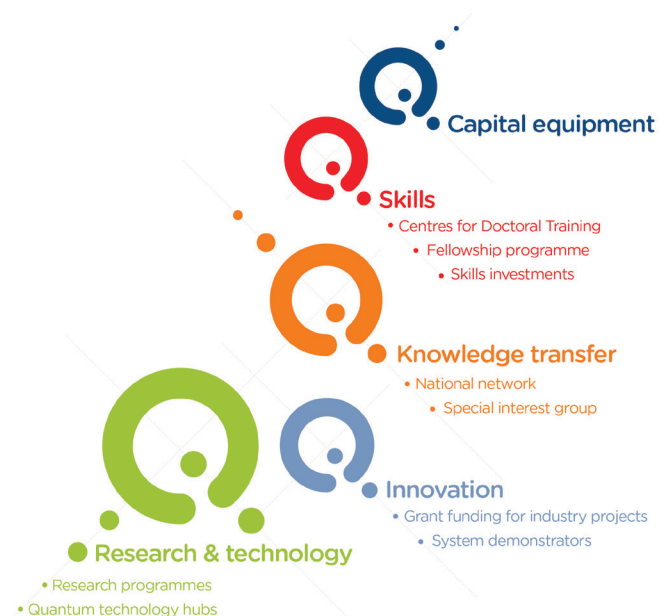 Capital equipment
Skills
• Centres for Doctoral Training
• Fellowship programme
• Skills investments
Knowledge transfer
• National network
• Special interest group
Innovation
• Grant funding for industry projects
• System demonstrators
Research & technology
• Research programmes
• Quantum technology hubs